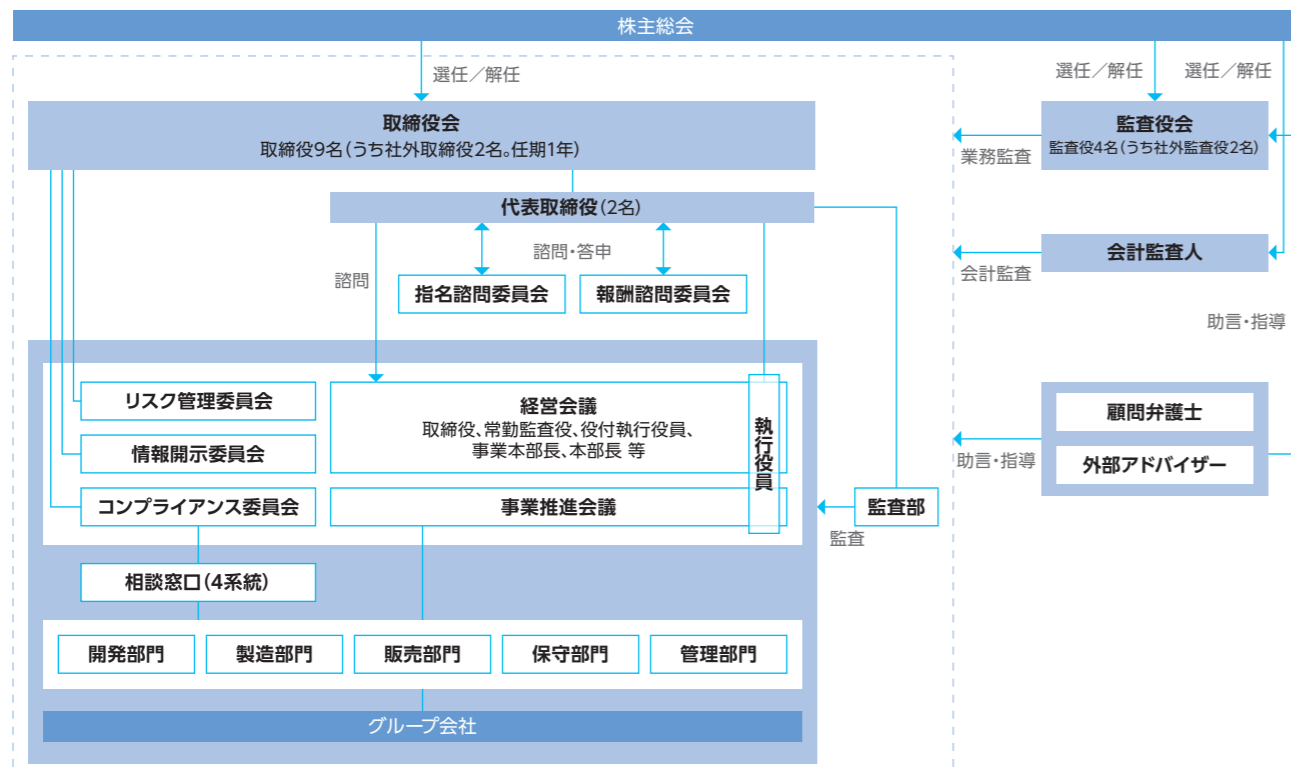 株主総会
選任／解任
選任／解任
選任／解任
取締役会
取締役9名（うち社外取締役2名。任期1年）
監査役会
監査役4名（うち社外監査役2名）
業務監査
代表取締役（2名）
諮問・答申
諮問
指名諮問委員会
報酬諮問委員会
会計監査人
会計監査
助言・指導
リスク管理委員会
情報開示委員会
コンプライアンス委員会
経営会議
取締役、常勤監査役、役付執行役員、
事業本部長、本部長 等
事業推進会議
執行役員
監査部
監査
顧問弁護士
外部アドバイザー
助言・指導
相談窓口（4系統）
開発部門
製造部門
販売部門
保守部門
管理部門
グループ会社